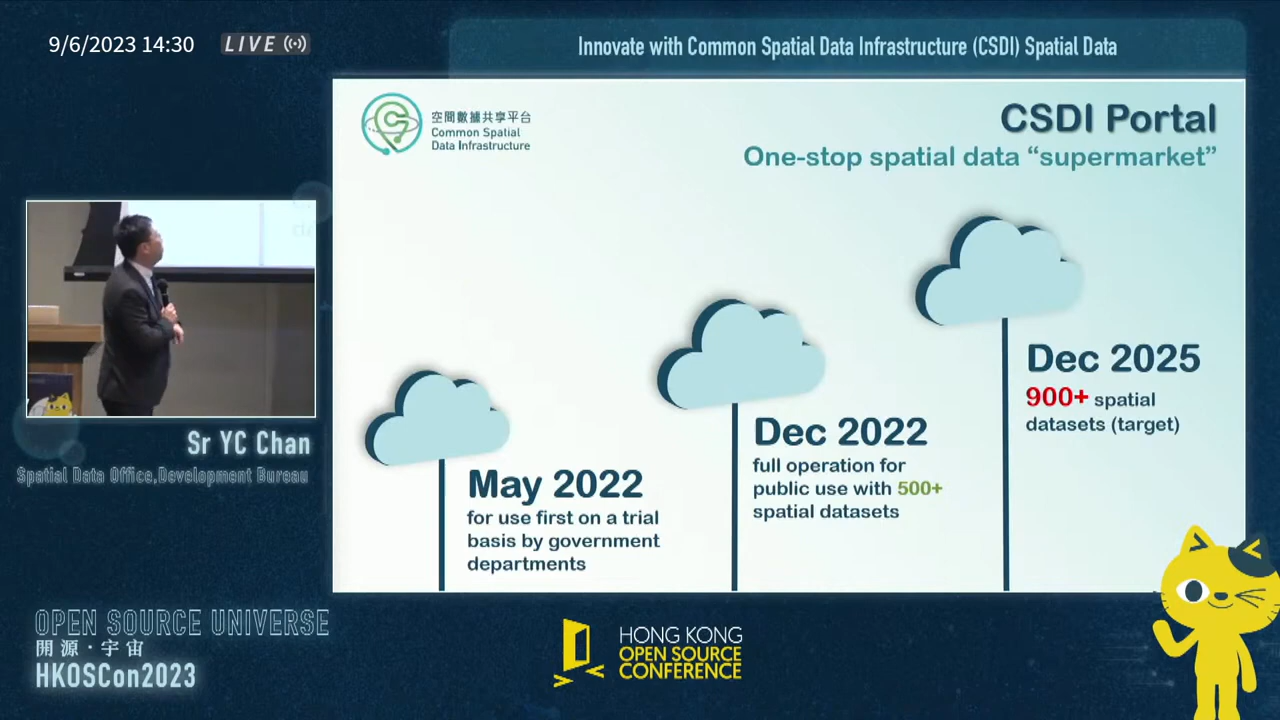 9/6/2023 14:30
LIVE
Innovate with Common Spatial Data Infrastructure (CSDI) Spatial Data
空間數據共享平台
Common Spatial
Data Infrastructure
CSDI Portal
One-stop spatial data “supermarket”
May 2022
for use first on a trial
basis by government
departments
Dec 2022
full operation for
public use with 500+
spatial datasets
Dec 2025
900+ spatial
datasets (target)
Sr YC Chan
Spatial Data Office,Development Bureau
OPEN SOURCE UNIVERSE
開源·宇宙
HKOSCon2023
HONG KONG
OPEN SOURCE
CONFERENCE